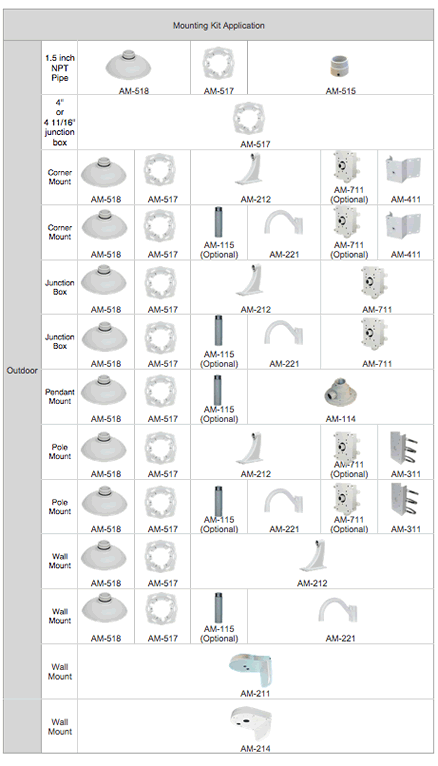 Mounting Kit Application
Outdoor
1.5 inch
NPT
Pipe
AM-518
AM-517
AM-515
4"
or
4 11/16"
junction
box
AM-517
Corner
Mount
AM-518
AM-517
AM-212
AM-711
(Optional)
AM-411
Corner
Mount
AM-518
AM-517
AM-115
(Optional)
AM-221
AM-711
(Optional)
AM-411
Junction
Box
AM-518
AM-517
AM-212
AM-711
Junction
Box
AM-518
AM-517
AM-115
(Optional)
AM-221
AM-711
Pendant
Mount
AM-518
AM-517
AM-115
(Optional)
AM-114
Pole
Mount
AM-518
AM-517
AM-212
AM-711
(Optional)
AM-311
Pole
Mount
AM-518
AM-517
AM-115
(Optional)
AM-221
AM-711
(Optional)
AM-311
Wall
Mount
AM-518
AM-517
AM-212
Wall
Mount
AM-518
AM-517
AM-115
(Optional)
AM-221
Wall
Mount
AM-211
Wall
Mount
AM-214